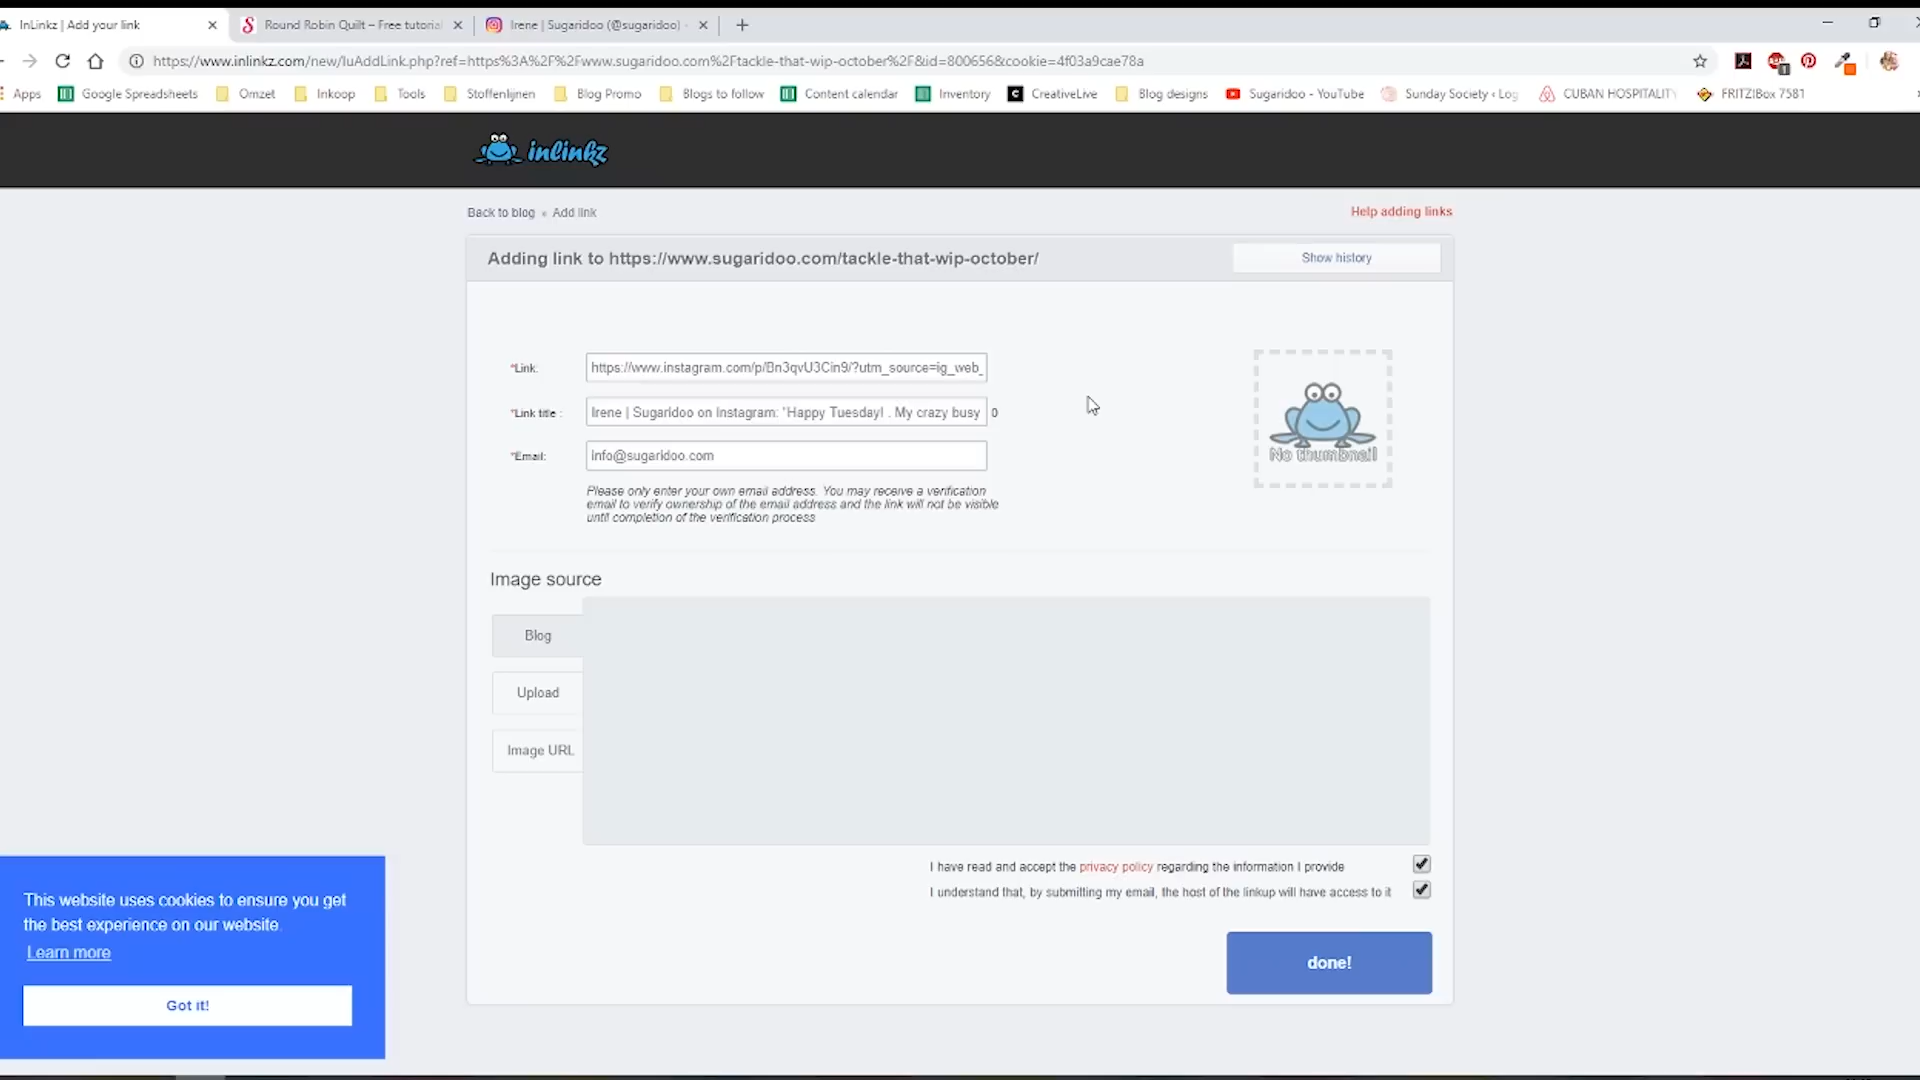 InLinkz | Add your link
Round Robin Quilt – Free tutorial
Irene | Sugaridoo (@sugaridoo) ·
https://www.inlinkz.com/new/luAddLink.php?ref=https%3A%2F%2Fwww.sugaridoo.com%2Ftackle-that-wip-october%2F&id=800656&cookie=4f03a9cae78a
Apps Google Spreadsheets Omzet Inkoop Tools Stoffenlijnen Blog Promo Blogs to follow Content calendar Inventory CreativeLive Blog designs Sugaridoo - YouTube Sunday Society ‹ Log CUBAN HOSPITALIT FRITZ!Box 7581
inlinkz
Back to blog « Add link
Help adding links
Adding link to https://www.sugaridoo.com/tackle-that-wip-october/
Show history
*Link: https://www.instagram.com/p/Bn3qvU3Cin9/?utm_source=ig_web_
*Link title : Irene | Sugaridoo on Instagram: "Happy Tuesday! . My crazy busy 0
*Email: info@sugaridoo.com
No thumbnail
Please only enter your own email address. You may receive a verification
email to verify ownership of the email address and the link will not be visible
until completion of the verification process
Image source
Blog
Upload
Image URL
I have read and accept the privacy policy regarding the information I provide
I understand that, by submitting my email, the host of the linkup will have access to it
done!
This website uses cookies to ensure you get
the best experience on our website.
Learn more
Got it!